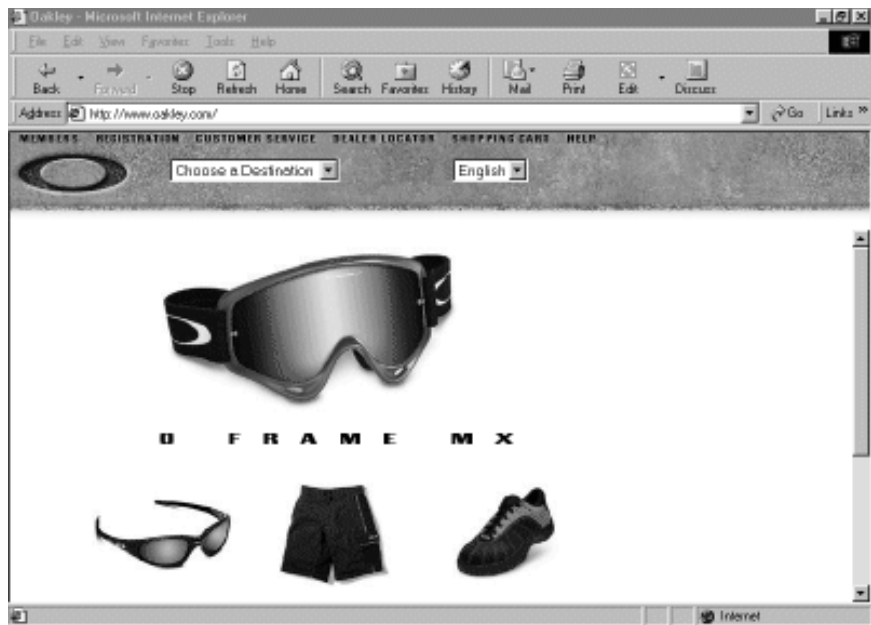 Oakley - Microsoft Internet Explorer
File Edit View Favorites Tools Help
Back Forward Stop Refresh Home Search Favorites History Mail Print Edit Discuss
Address http://www.oakley.com/ Go Links »
MEMBERS REGISTRATION CUSTOMER SERVICE DEALER LOCATOR SHOPPING CART HELP
Choose a Destination English
O FRAME MX
Internet